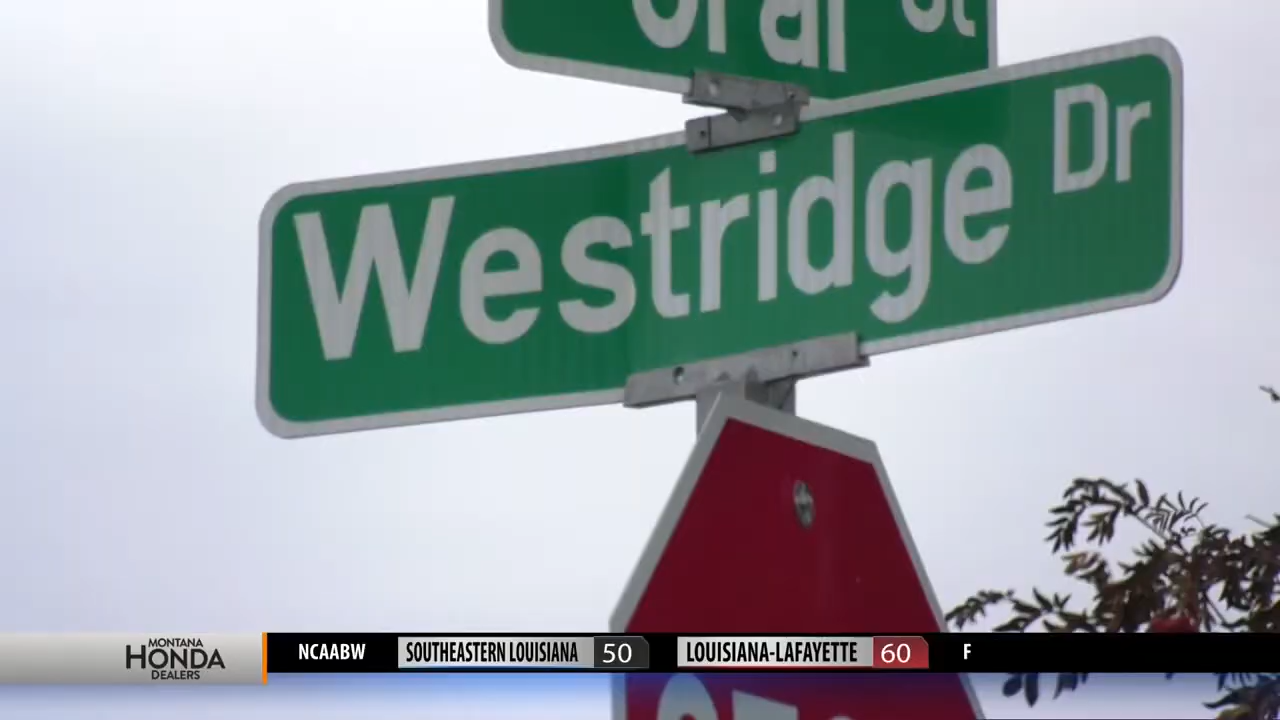 Westridge Dr
MONTANA
HONDA
DEALERS
NCAABW SOUTHEASTERN LOUISIANA 50 LOUISIANA-LAFAYETTE 60 F